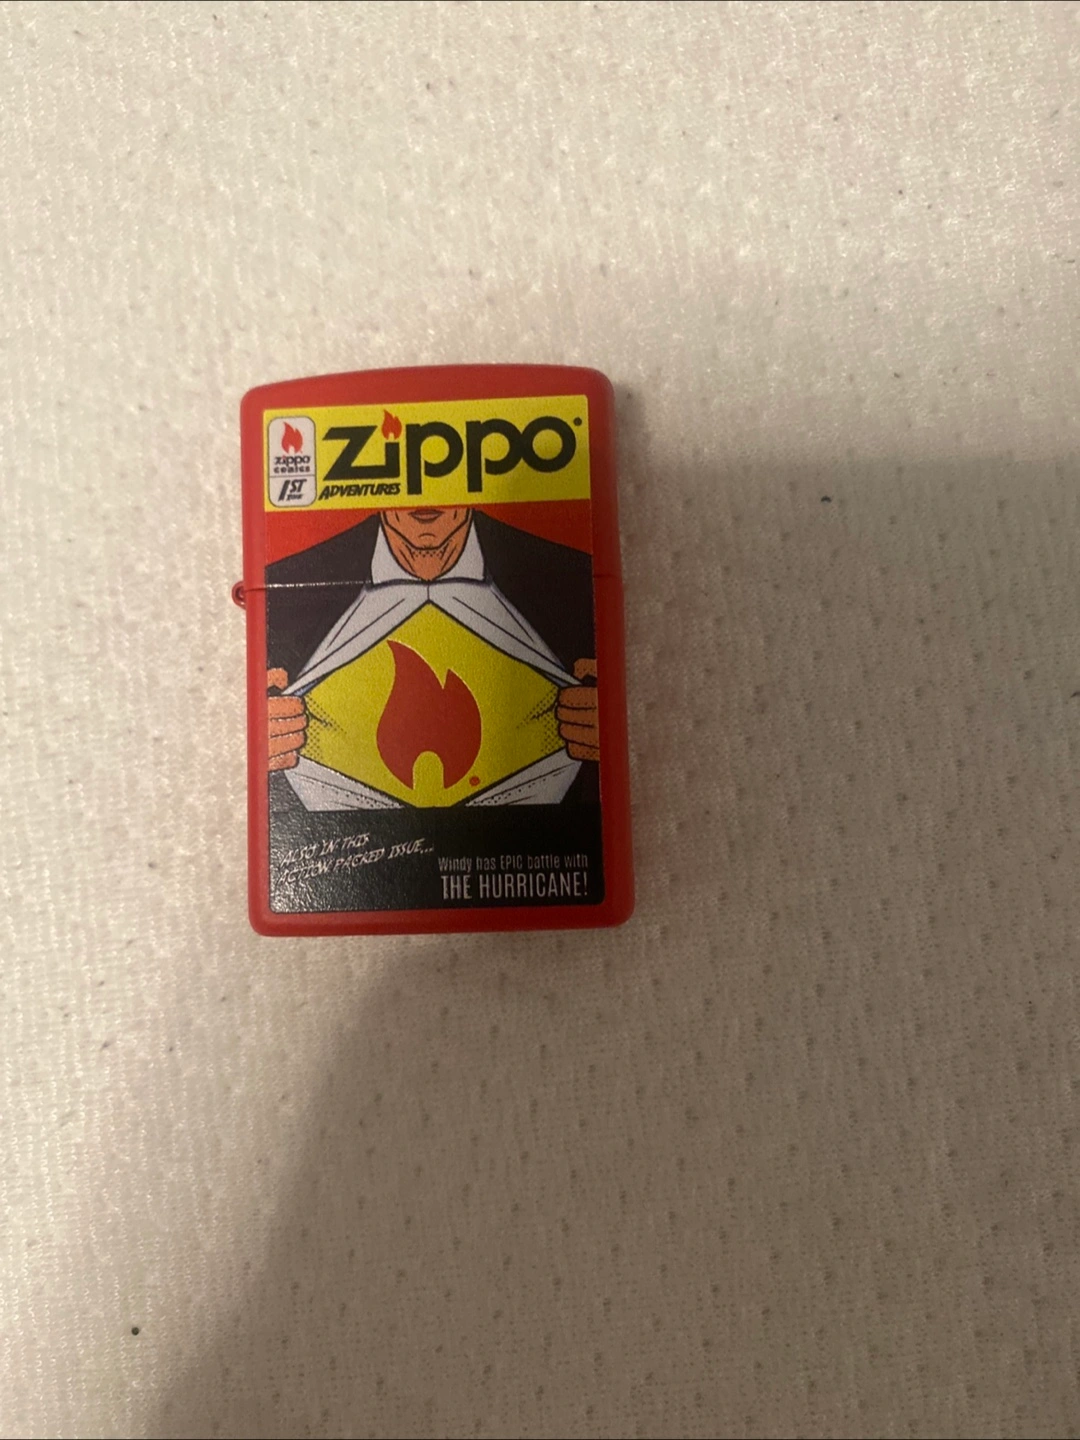 zippo
comics
1ST
zippo
ADVENTURES
ALSO IN THIS
ACTION PACKED ISSUE...
Windy has EPIC battle with
THE HURRICANE!